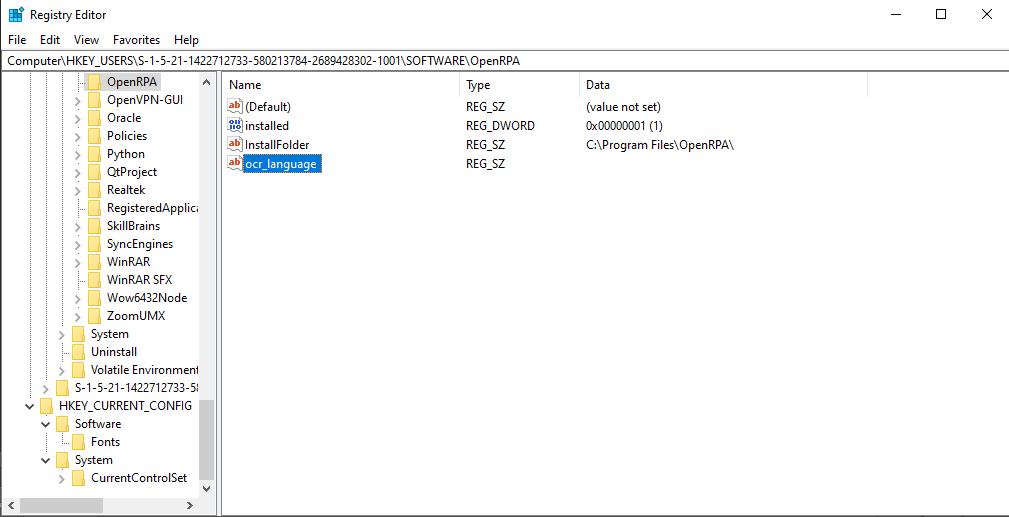 Registry Editor
File Edit View Favorites Help
Computer\HKEY_USERS\S-1-5-21-1422712733-580213784-2689428302-1001\SOFTWARE\OpenRPA
OpenRPA
OpenVPN-GUI
Oracle
Policies
Python
QtProject
Realtek
RegisteredApplica
SkillBrains
SyncEngines
WinRAR
WinRAR SFX
Wow6432Node
ZoomUMX
System
Uninstall
Volatile Environment
S-1-5-21-1422712733-58
HKEY_CURRENT_CONFIG
Software
Fonts
System
CurrentControlSet
Name Type Data
ab (Default) REG_SZ (value not set)
installed REG_DWORD 0x00000001 (1)
ab InstallFolder REG_SZ C:\Program Files\OpenRPA\
ab ocr_language REG_SZ